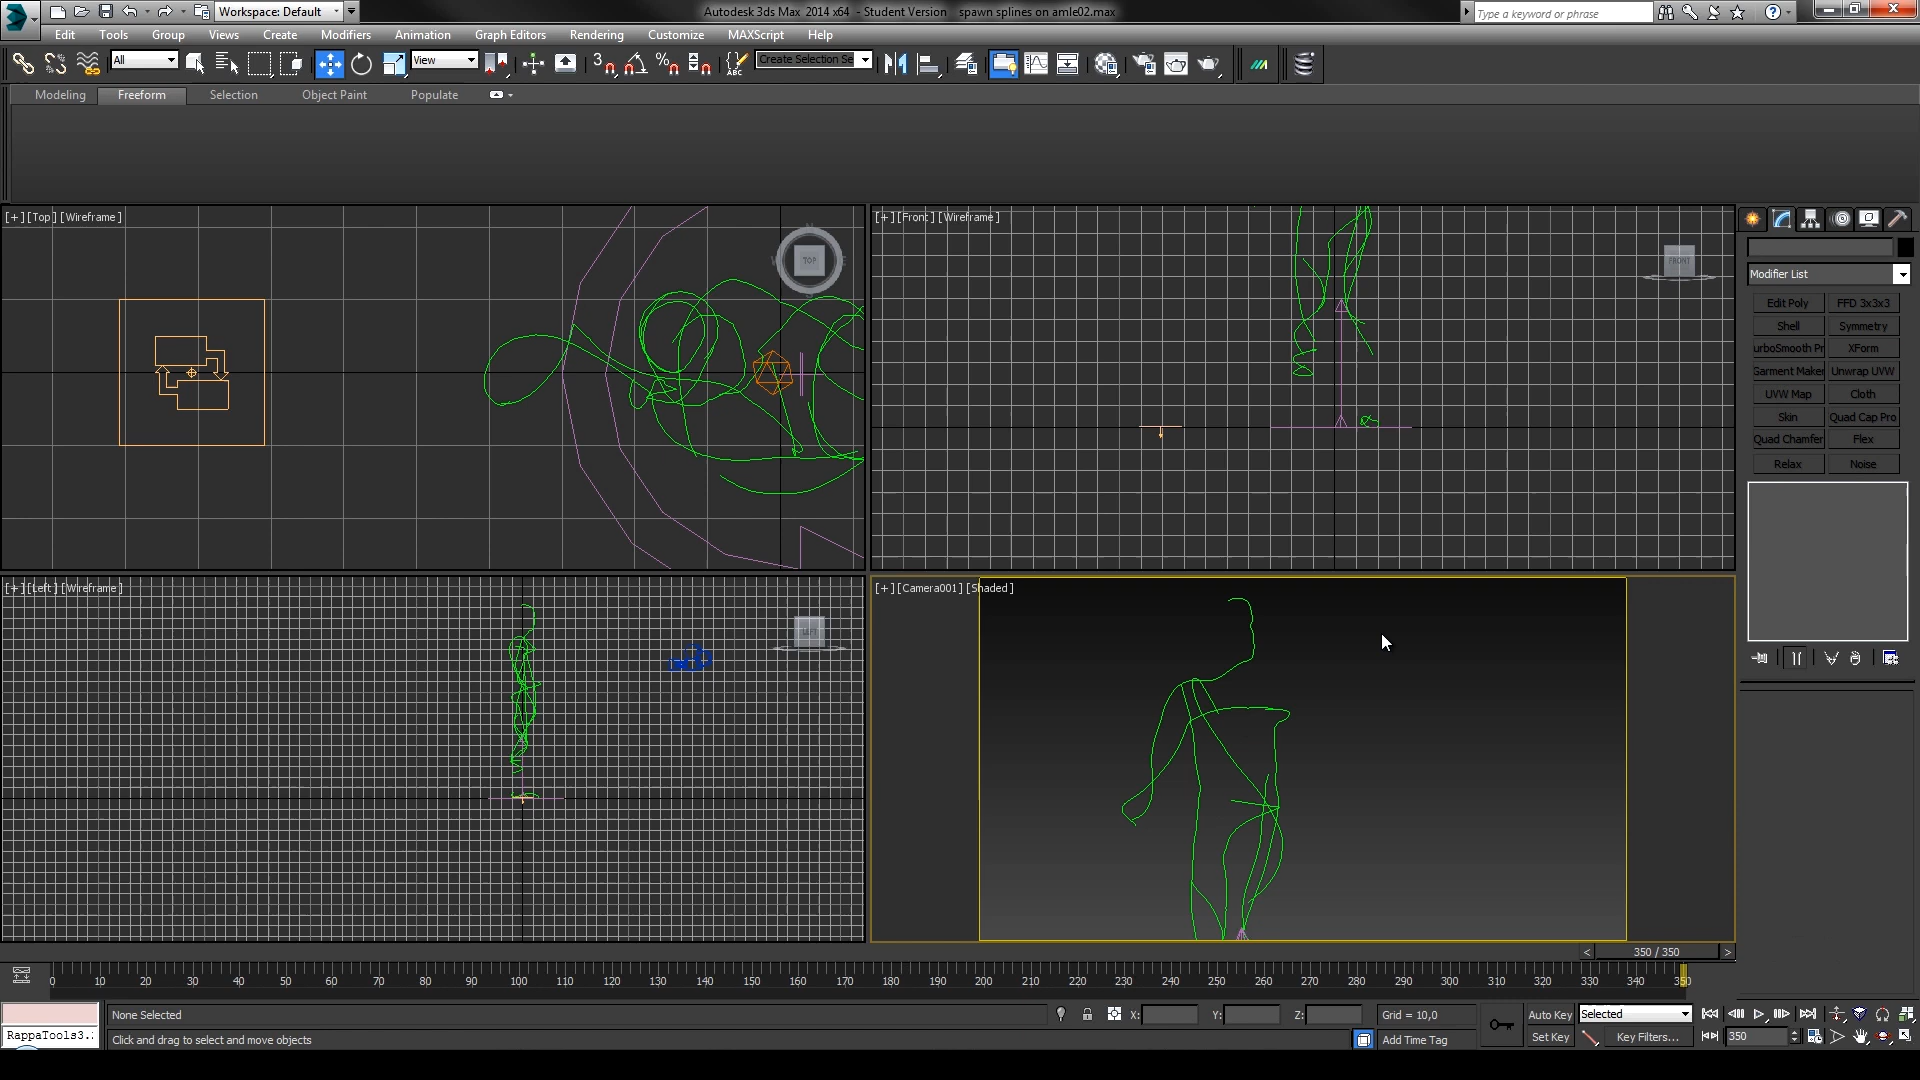 Workspace: Default
Autodesk 3ds Max 2014 x64 - Student Version spawn splines on amle02.max
Type a keyword or phrase
Edit Tools Group Views Create Modifiers Animation Graph Editors Rendering Customize MAXScript Help
All View Create Selection Se
Modeling Freeform Selection Object Paint Populate
[+] [Top] [Wireframe]
[+] [Front] [Wireframe]
TOP
FRONT
Modifier List
Edit Poly FFD 3x3x3
Shell Symmetry
urboSmooth Pr XForm
Garment Maker Unwrap UVW
UVW Map Cloth
Skin Quad Cap Pro
Quad Chamfer Flex
Relax Noise
[+] [Left] [Wireframe]
[+] [Camera001] [Shaded]
LEFT
< 350 / 350 >
0 10 20 30 40 50 60 70 80 90 100 110 120 130 140 150 160 170 180 190 200 210 220 230 240 250 260 270 280 290 300 310 320 330 340 350
None Selected X: Y: Z: Grid = 10,0 Auto Key Selected
RappaTools3. Click and drag to select and move objects Add Time Tag Set Key Key Filters... 350